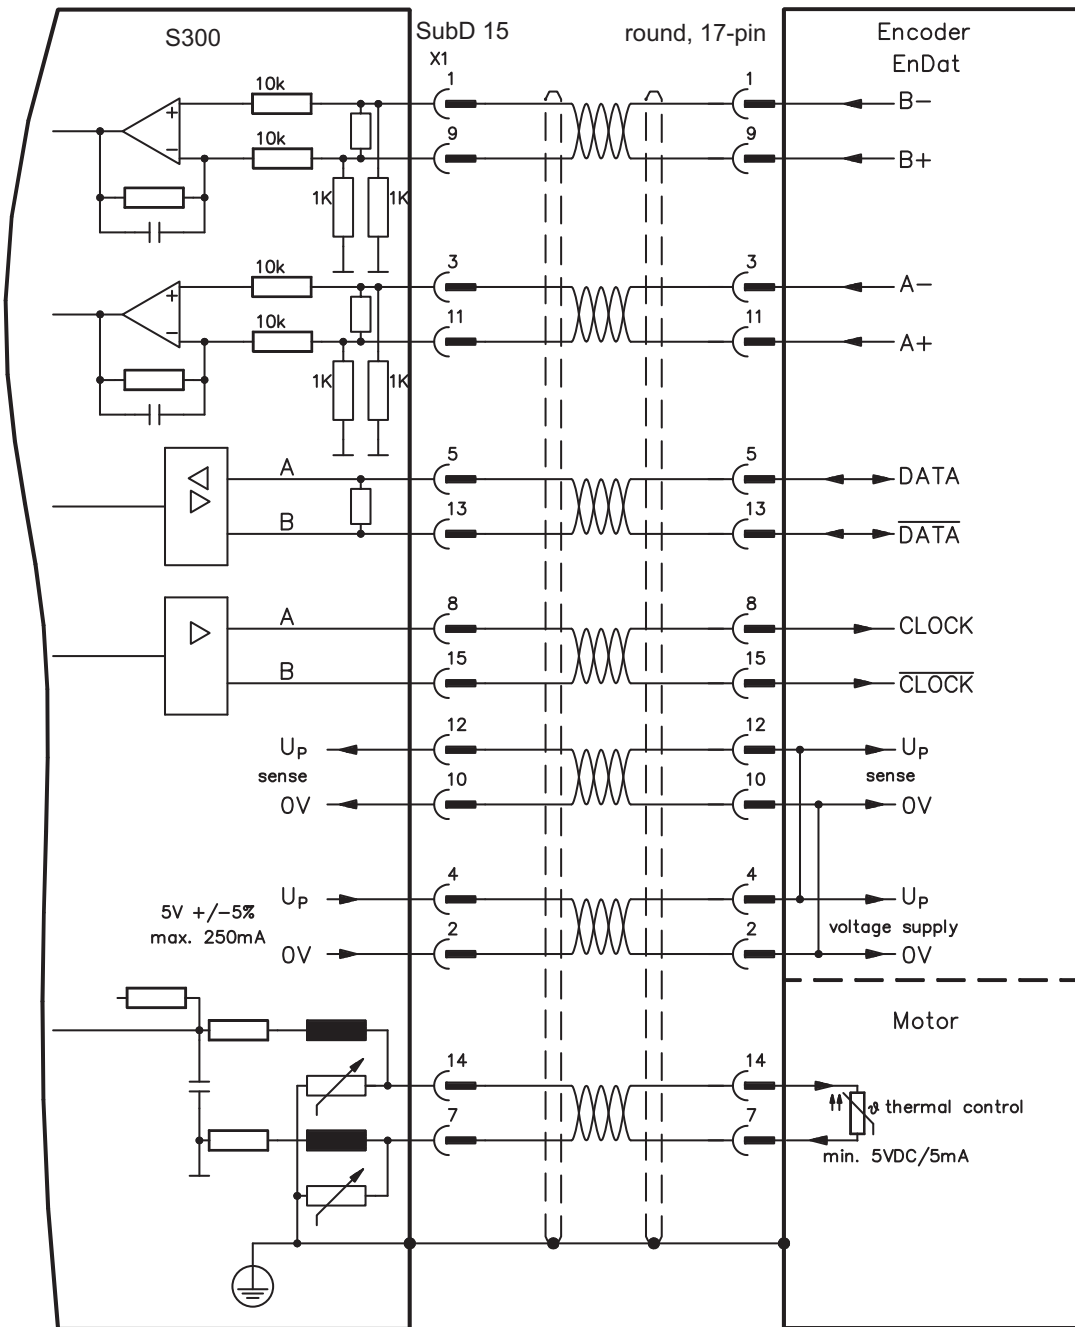 S300
SubD 15
round, 17-pin
Encoder
EnDat
X1
10k
1
1
B-
10k
9
9
B+
1K
1K
10k
3
3
A-
10k
11
11
A+
1K
1K
A
5
5
DATA
B
13
13
DATA
A
8
8
CLOCK
B
15
15
CLOCK
UP
12
12
UP
sense
sense
0V
10
10
0V
UP
4
4
UP
5V +/-5%
max. 250mA
voltage supply
0V
2
2
0V
Motor
14
14
ϑ thermal control
7
7
min. 5VDC/5mA